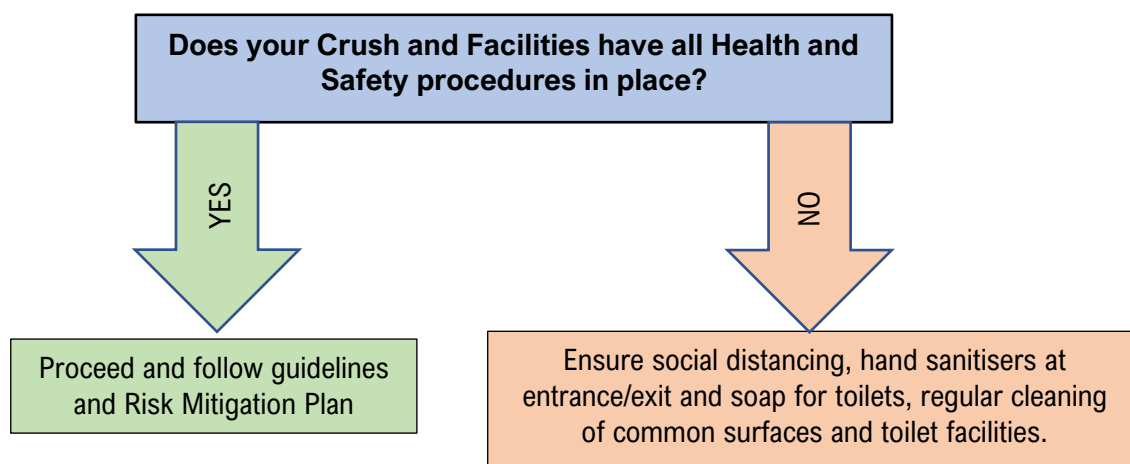 Does your Crush and Facilities have all Health and
Safety procedures in place?
YES
NO
Proceed and follow guidelines
and Risk Mitigation Plan
Ensure social distancing, hand sanitisers at
entrance/exit and soap for toilets, regular cleaning
of common surfaces and toilet facilities.